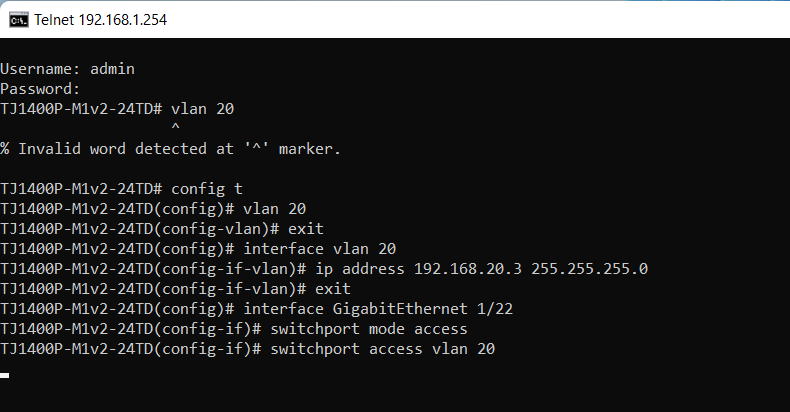 Telnet 192.168.1.254
Username: admin
Password:
TJ1400P-M1v2-24TD# vlan 20
^
% Invalid word detected at '^' marker.
TJ1400P-M1v2-24TD# config t
TJ1400P-M1v2-24TD(config)# vlan 20
TJ1400P-M1v2-24TD(config-vlan)# exit
TJ1400P-M1v2-24TD(config)# interface vlan 20
TJ1400P-M1v2-24TD(config-if-vlan)# ip address 192.168.20.3 255.255.255.0
TJ1400P-M1v2-24TD(config-if-vlan)# exit
TJ1400P-M1v2-24TD(config)# interface GigabitEthernet 1/22
TJ1400P-M1v2-24TD(config-if)# switchport mode access
TJ1400P-M1v2-24TD(config-if)# switchport access vlan 20